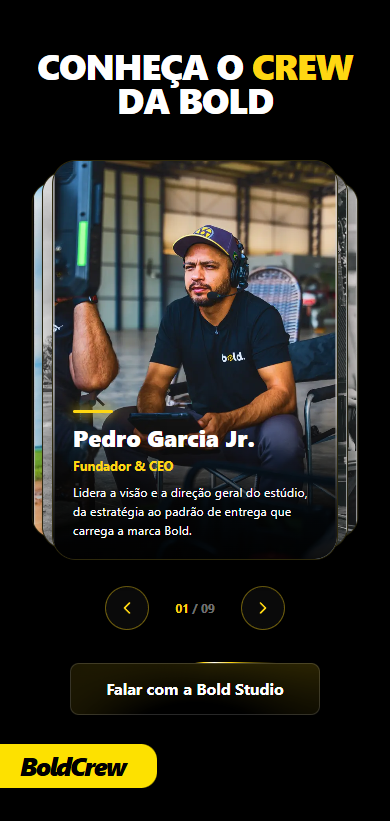 CONHEÇA O CREW
DA BOLD
bold.
Pedro Garcia Jr.
Fundador & CEO
Lidera a visão e a direção geral do estúdio,
da estratégia ao padrão de entrega que
carrega a marca Bold.
01 / 09
Falar com a Bold Studio
BoldCrew